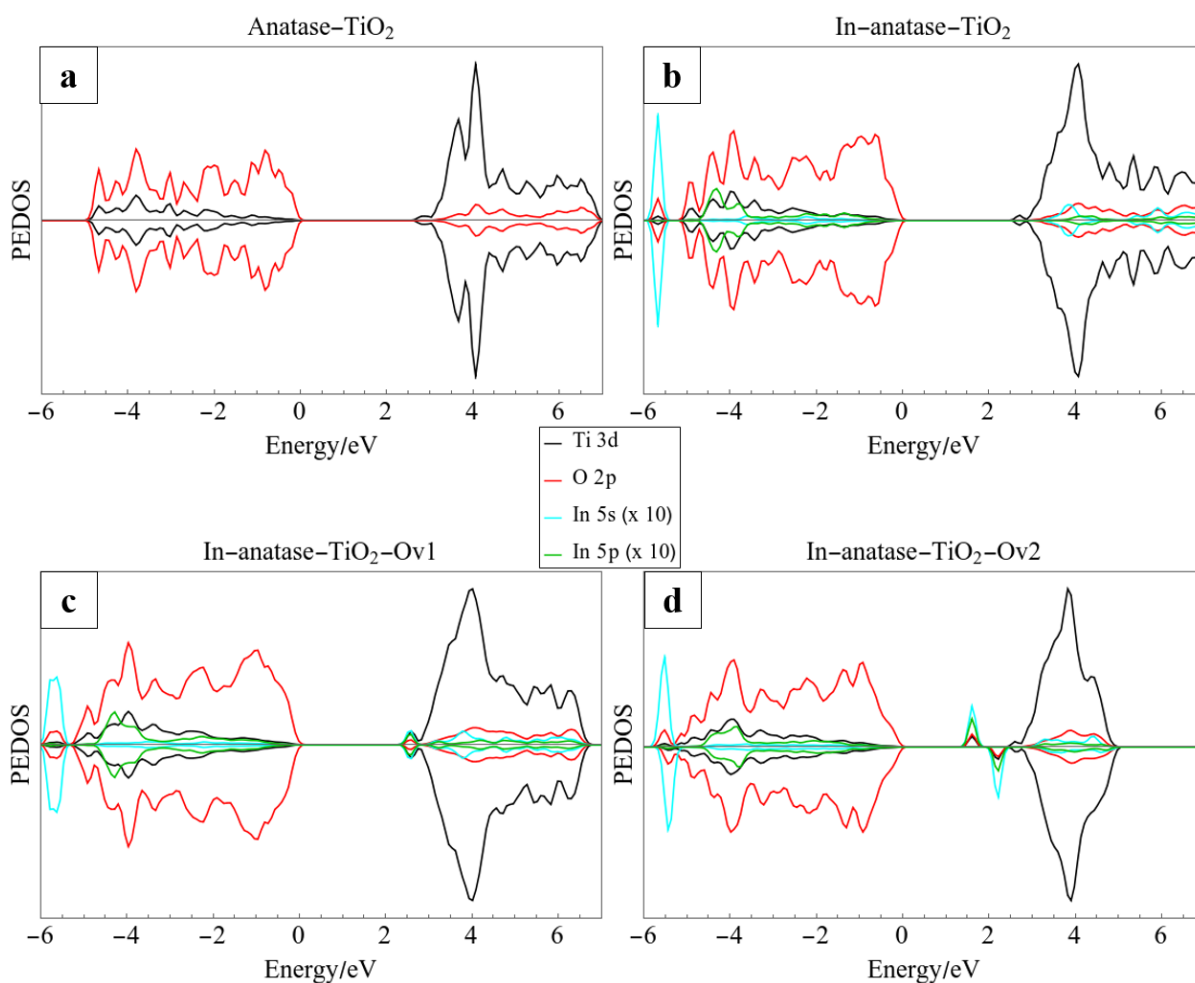 Anatase–TiO₂
In–anatase–TiO₂
a
b
PEDOS
PEDOS
−6 −4 −2 0 2 4 6
−6 −4 −2 0 2 4 6
Energy/eV
Energy/eV
Ti 3d
O 2p
In 5s (x 10)
In 5p (x 10)
In–anatase–TiO₂–Ov1
In–anatase–TiO₂–Ov2
c
d
PEDOS
PEDOS
−6 −4 −2 0 2 4 6
−6 −4 −2 0 2 4 6
Energy/eV
Energy/eV